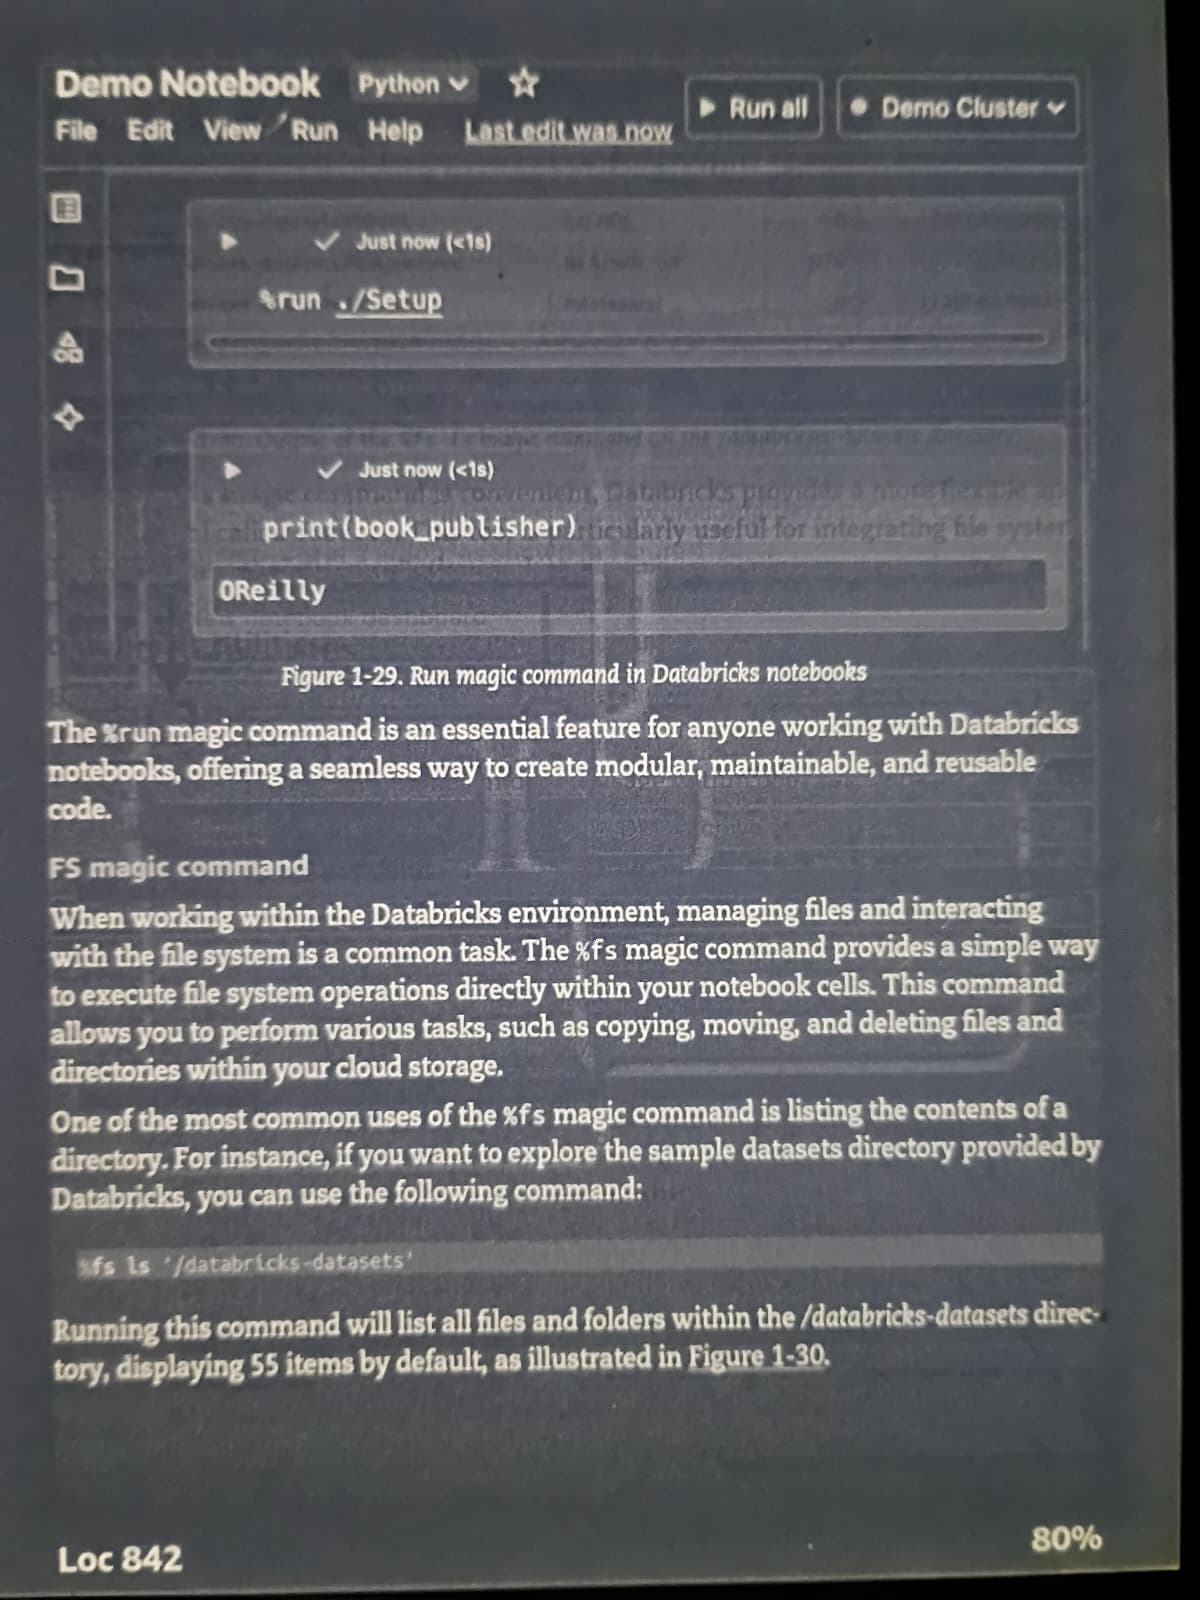 Demo Notebook Python
Run all Demo Cluster
File Edit View Run Help Last edit was now
Just now (<1s)
%run ./Setup
Just now (<1s)
print(book_publisher)
OReilly
Figure 1-29. Run magic command in Databricks notebooks
The %run magic command is an essential feature for anyone working with Databricks
notebooks, offering a seamless way to create modular, maintainable, and reusable
code.
FS magic command
When working within the Databricks environment, managing files and interacting
with the file system is a common task. The %fs magic command provides a simple way
to execute file system operations directly within your notebook cells. This command
allows you to perform various tasks, such as copying, moving, and deleting files and
directories within your cloud storage.
One of the most common uses of the %fs magic command is listing the contents of a
directory. For instance, if you want to explore the sample datasets directory provided by
Databricks, you can use the following command:
%fs ls '/databricks-datasets'
Running this command will list all files and folders within the /databricks-datasets direc-
tory, displaying 55 items by default, as illustrated in Figure 1-30.
Loc 842 80%